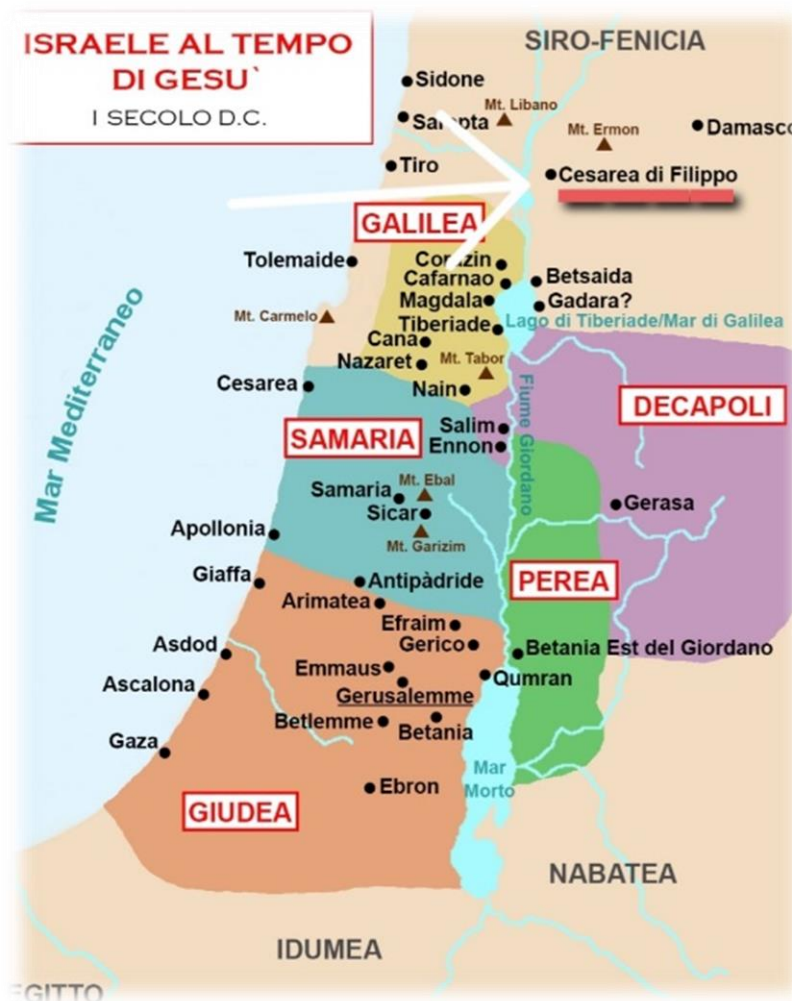 ISRAELE AL TEMPO
DI GESU`
I SECOLO D.C.
SIRO-FENICIA
Sidone
Mt. Libano
Sarepta
Mt. Ermon
Damasco
Tiro
Cesarea di Filippo
GALILEA
Tolemaide
Corazin
Cafarnao
Betsaida
Magdala
Gadara?
Mt. Carmelo
Tiberiade
Lago di Tiberiade/Mar di Galilea
Cana
Nazaret
Mt. Tabor
Mar Mediterraneo
Cesarea
Nain
Fiume Giordano
DECAPOLI
SAMARIA
Salim
Ennon
Mt. Ebal
Samaria
Sicar
Gerasa
Mt. Garizim
Apollonia
Giaffa
Antipàdride
PEREA
Arimatea
Efraim
Gerico
Asdod
Betania Est del Giordano
Emmaus
Qumran
Ascalona
Gerusalemme
Betlemme
Betania
Gaza
Mar
Morto
Ebron
GIUDEA
NABATEA
IDUMEA
EGITTO